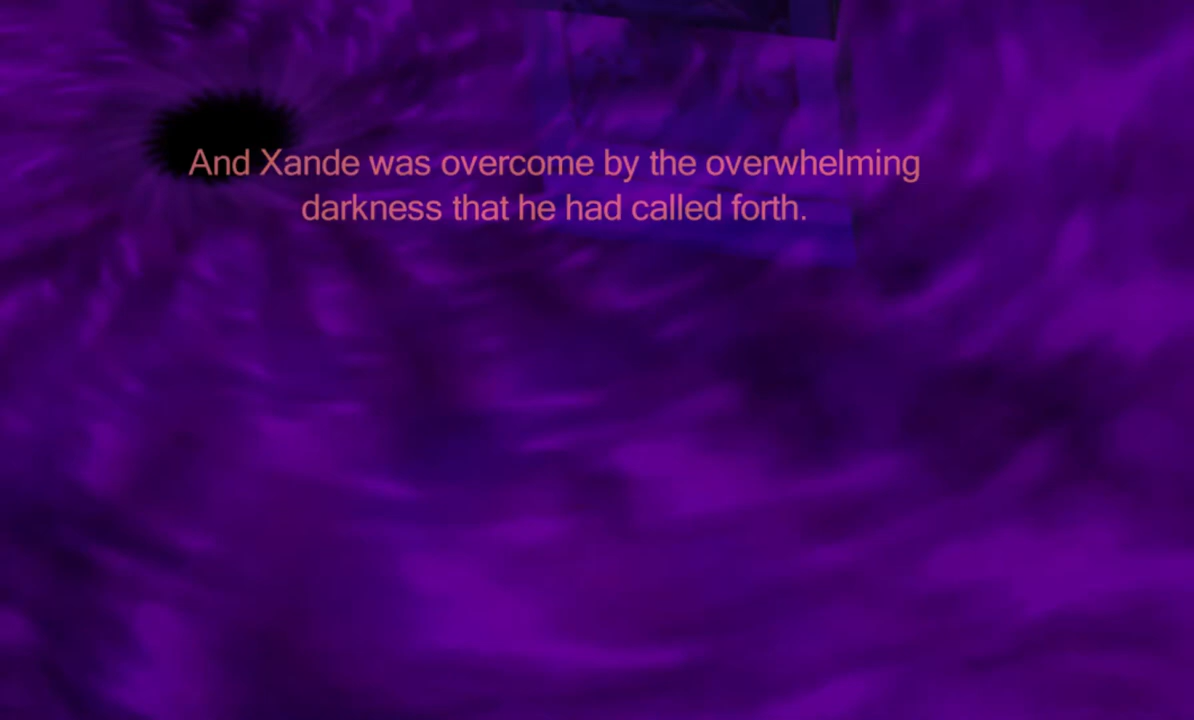 And Xande was overcome by the overwhelming
darkness that he had called forth.